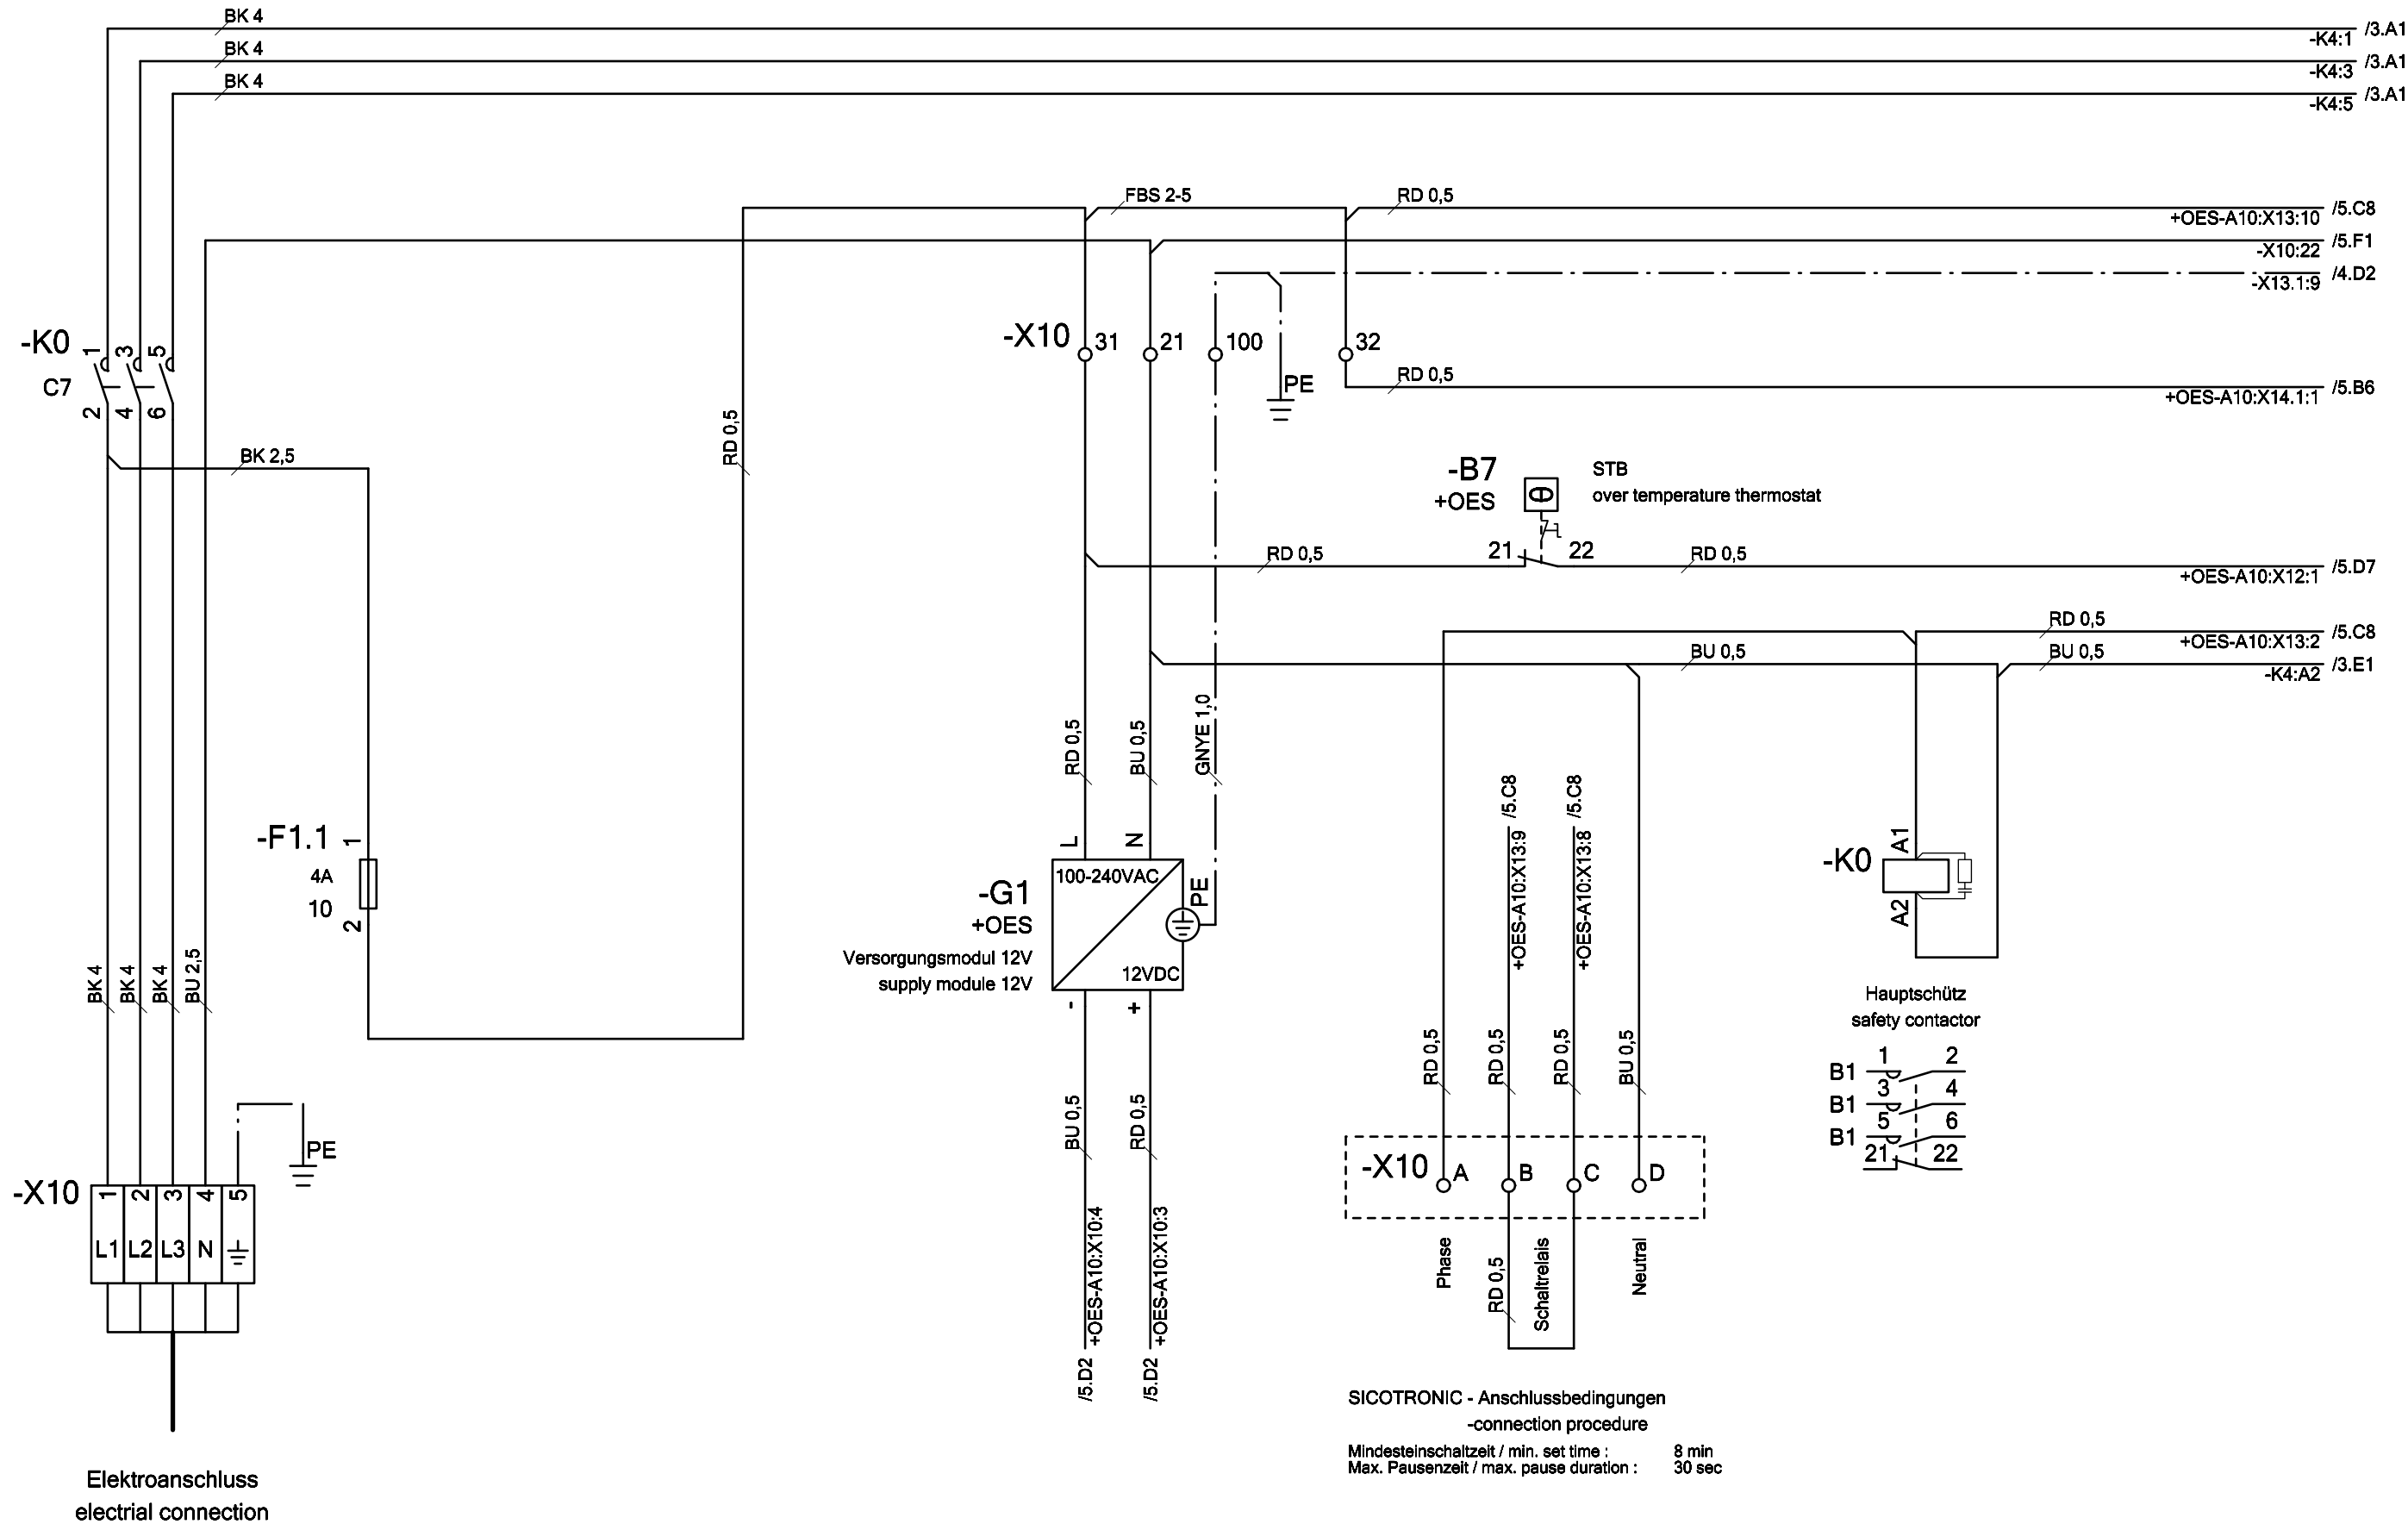 BK 4
/3.A1
-K4:1
BK 4
/3.A1
-K4:3
BK 4
/3.A1
-K4:5
FBS 2-5
RD 0,5
/5.C8
+OES-A10:X13:10
/5.F1
-X10:22
/4.D2
-X13.1:9
-K0
C7
1
3
5
2
4
6
-X10
31
21
100
32
PE
RD 0,5
/5.B6
+OES-A10:X14.1:1
BK 2,5
RD 0,5
-B7
+OES
STB
over temperature thermostat
RD 0,5
21
22
RD 0,5
/5.D7
+OES-A10:X12:1
RD 0,5
/5.C8
+OES-A10:X13:2
BU 0,5
BU 0,5
/3.E1
-K4:A2
RD 0,5
BU 0,5
GNYE 1,0
/5.C8
+OES-A10:X13:9
/5.C8
+OES-A10:X13:8
-F1.1
4A
10
1
2
L
N
100-240VAC
PE
12VDC
-
+
-G1
+OES
Versorgungsmodul 12V
supply module 12V
-K0
A1
A2
Hauptschütz
safety contactor
1
2
B1
3
4
B1
5
6
B1
21
22
BK 4
BK 4
BK 4
BU 2,5
PE
-X10
1
2
3
4
5
L1
L2
L3
N
BU 0,5
RD 0,5
+OES-A10:X10:4
+OES-A10:X10:3
/5.D2
/5.D2
RD 0,5
RD 0,5
RD 0,5
BU 0,5
-X10
A
B
C
D
Phase
RD 0,5
Schaltrelais
Neutral
SICOTRONIC - Anschlussbedingungen
-connection procedure
Mindesteinschaltzeit / min. set time : 8 min
Max. Pausenzeit / max. pause duration : 30 sec
Elektroanschluss
electrial connection